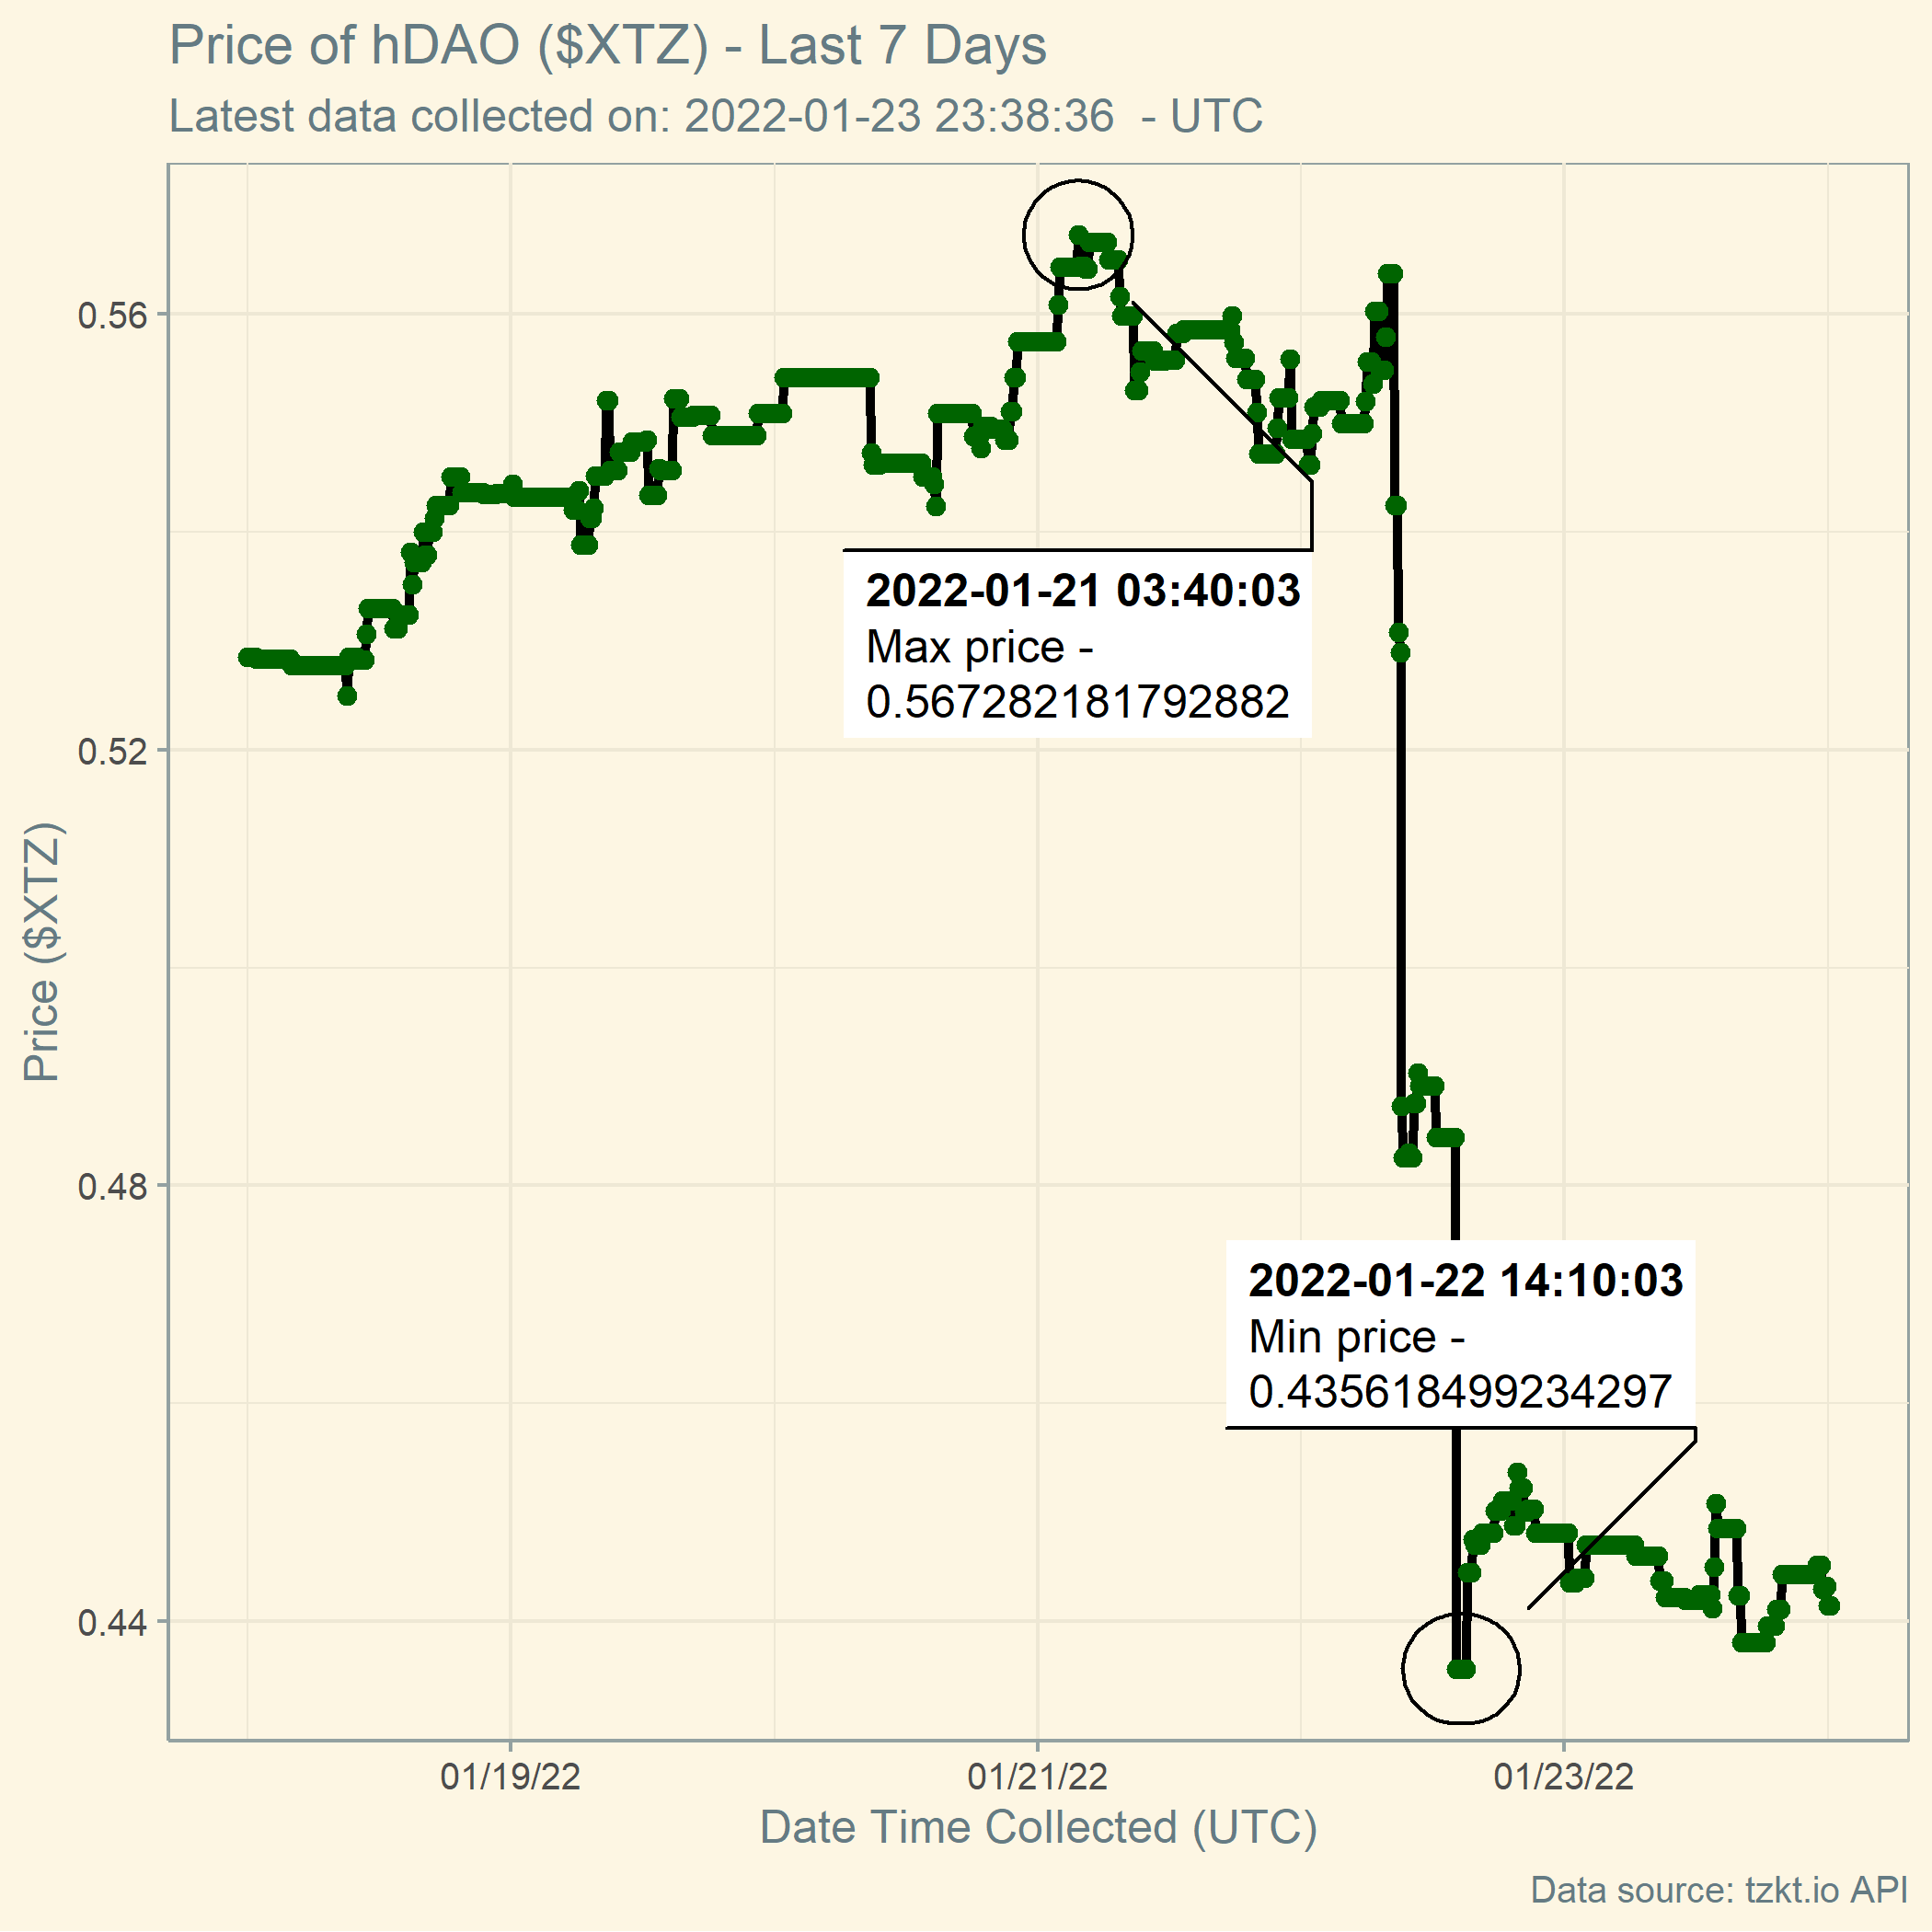 Price of hDAO ($XTZ) - Last 7 Days
Latest data collected on: 2022-01-23 23:38:36  - UTC
0.56
0.52
0.48
0.44
Price ($XTZ)
2022-01-21 03:40:03
Max price -
0.567282181792882
2022-01-22 14:10:03
Min price -
0.435618499234297
01/19/22
01/21/22
01/23/22
Date Time Collected (UTC)
Data source: tzkt.io API